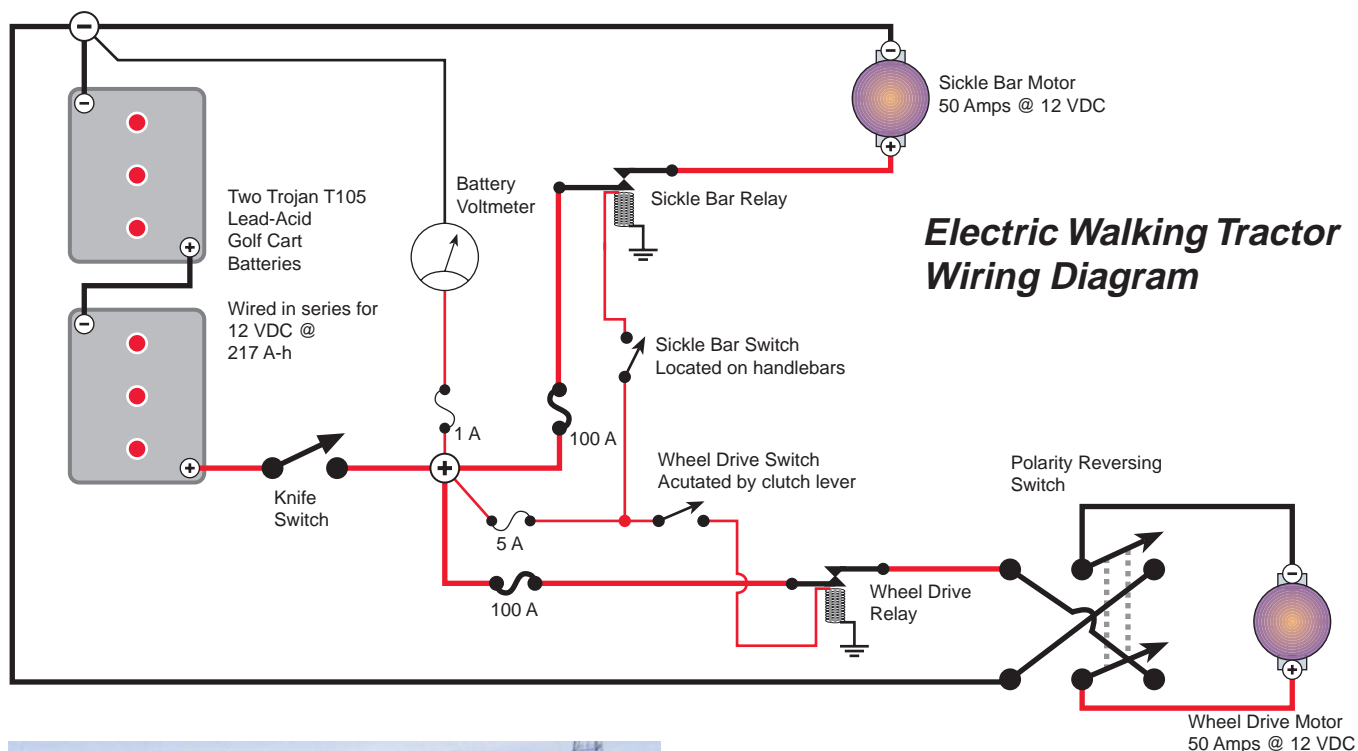 Sickle Bar Motor
50 Amps @ 12 VDC
Two Trojan T105
Lead-Acid
Golf Cart
Batteries
Wired in series for
12 VDC @
217 A-h
Battery
Voltmeter
Sickle Bar Relay
Electric Walking Tractor
Wiring Diagram
Sickle Bar Switch
Located on handlebars
1 A
100 A
Knife
Switch
Wheel Drive Switch
Acutated by clutch lever
Polarity Reversing
Switch
5 A
100 A
Wheel Drive
Relay
Wheel Drive Motor
50 Amps @ 12 VDC